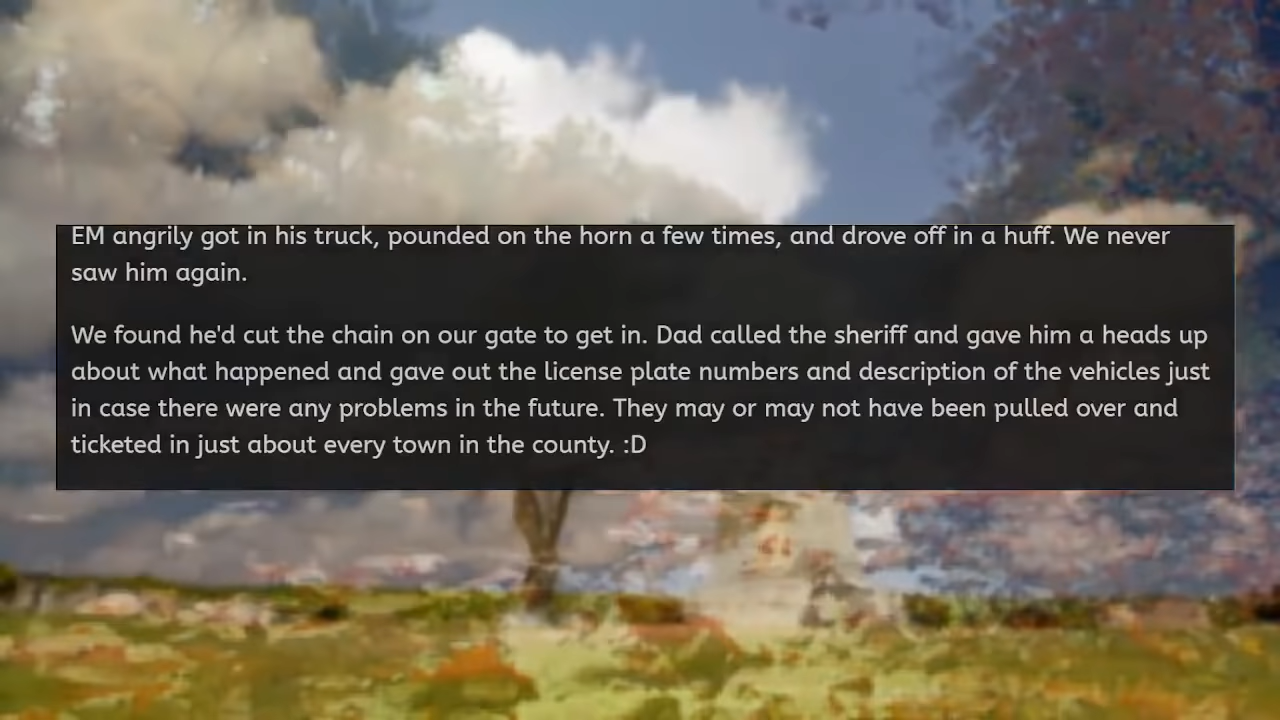 EM angrily got in his truck, pounded on the horn a few times, and drove off in a huff. We never
saw him again.
We found he'd cut the chain on our gate to get in. Dad called the sheriff and gave him a heads up
about what happened and gave out the license plate numbers and description of the vehicles just
in case there were any problems in the future. They may or may not have been pulled over and
ticketed in just about every town in the county. :D